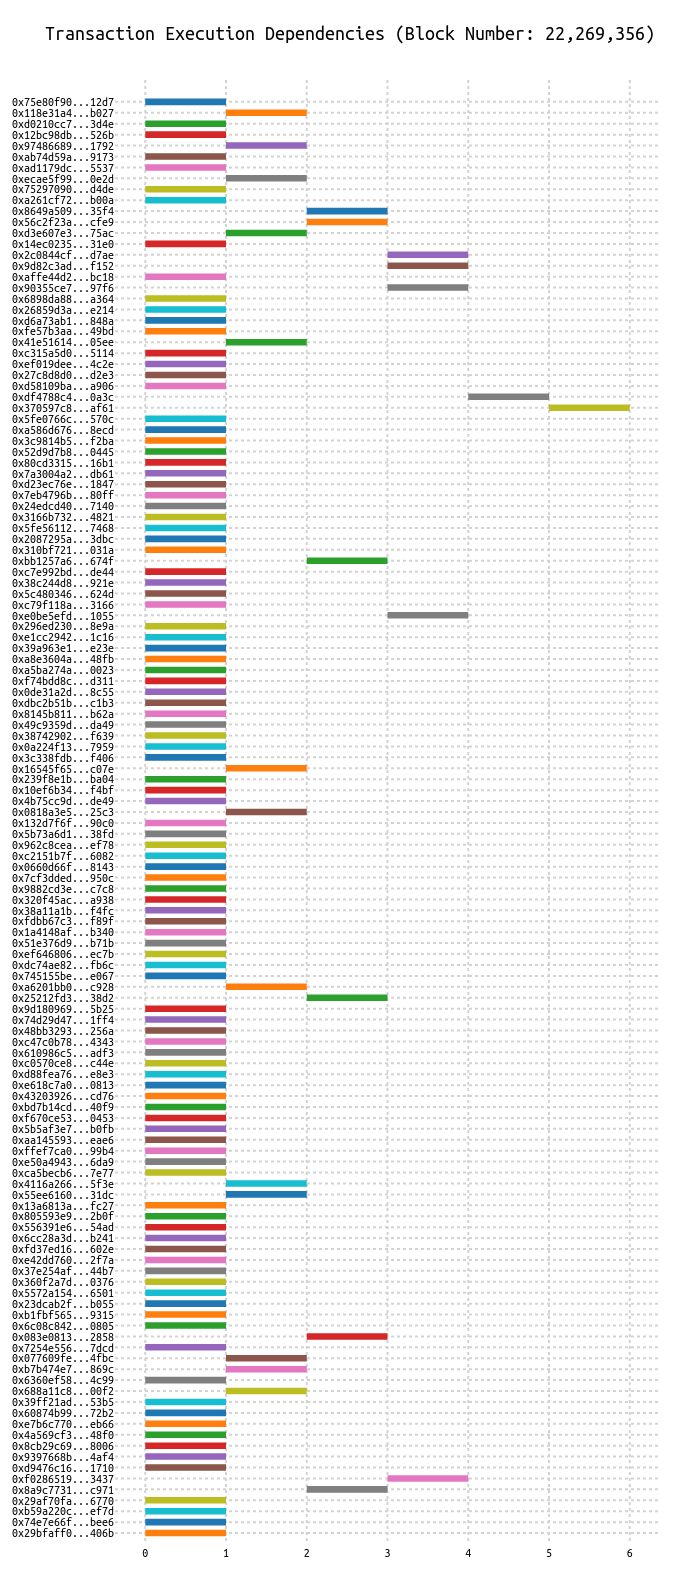 Transaction Execution Dependencies (Block Number: 22,269,356)
0x75e80f90...12d7
0x118e31a4...b027
0xd0210cc7...3d4e
0x12bc98db...526b
0x97486689...1792
0xab74d59a...9173
0xad1179dc...5537
0xecae5f99...0e2d
0x75297090...d4de
0xa261cf72...b00a
0x8649a509...35f4
0x56c2f23a...cfe9
0xd3e607e3...75ac
0x14ec0235...31e0
0x2c0844cf...d7ae
0x9d82c3ad...f152
0xaffe44d2...bc18
0x90355ce7...97f6
0x6898da88...a364
0x26859d3a...e214
0xd6a73ab1...848a
0xfe57b3aa...49bd
0x41e51614...05ee
0xc315a5d0...5114
0xef019dee...4c2e
0x27c8d8d0...d2e3
0xd58109ba...a906
0xdf4788c4...0a3c
0x370597c8...af61
0x5fe0766c...570c
0xa586d676...8ecd
0x3c9814b5...f2ba
0x52d9d7b8...0445
0x80cd3315...16b1
0x7a3004a2...db61
0xd23ec76e...1847
0x7eb4796b...80ff
0x24edcd40...7140
0x3166b732...4821
0x5fe56112...7468
0x2087295a...3dbc
0x310bf721...031a
0xbb1257a6...674f
0xc7e992bd...de44
0x38c244d8...921e
0x5c480346...624d
0xc79f118a...3166
0xe0be5efd...1055
0x296ed230...8e9a
0xe1cc2942...1c16
0x39a963e1...e23e
0xa8e3604a...48fb
0xa5ba274a...0023
0xf74bdd8c...d311
0x0de31a2d...8c55
0xdbc2b51b...c1b3
0x8145b811...b62a
0x49c9359d...da49
0x38742902...f639
0x0a224f13...7959
0x3c338fdb...f406
0x16545f65...c07e
0x239f8e1b...ba04
0x10ef6b34...f4bf
0x4b75cc9d...de49
0x0818a3e5...25c3
0x132d7f6f...90c0
0x5b73a6d1...38fd
0x962c8cea...ef78
0xc2151b7f...6082
0x0660d66f...8143
0x7cf3dded...950c
0x9882cd3e...c7c8
0x320f45ac...a938
0x38a11a1b...f4fc
0xfdbb67c3...f89f
0x1a4148af...b340
0x51e376d9...b71b
0xef646806...ec7b
0xdc74ae82...fb6c
0x745155be...e067
0xa6201bb0...c928
0x25212fd3...38d2
0x9d180969...5b25
0x74d29d47...1ff4
0x48bb3293...256a
0xc47c0b78...4343
0x610986c5...adf3
0xc0570ce8...c44e
0xd88fea76...e8e3
0xe618c7a0...0813
0x43203926...cd76
0xbd7b14cd...40f9
0xf670ce53...0453
0x5b5af3e7...b0fb
0xaa145593...eae6
0xffef7ca0...99b4
0xe50a4943...6da9
0xca5becb6...7e77
0x4116a266...5f3e
0x55ee6160...31dc
0x13a6813a...fc27
0x805593e9...2b0f
0x556391e6...54ad
0x6cc28a3d...b241
0xfd37ed16...602e
0xe42dd760...2f7a
0x37e254af...44b7
0x360f2a7d...0376
0x5572a154...6501
0x23dcab2f...b055
0xb1fbf565...9315
0x6c08c842...0805
0x083e0813...2858
0x7254e556...7dcd
0x077609fe...4fbc
0xb7b474e7...869c
0x6360ef58...4c99
0x688a11c8...00f2
0x39ff21ad...53b5
0x60874b99...72b2
0xe7b6c770...eb66
0x4a569cf3...48f0
0x8cb29c69...8006
0x9397668b...4af4
0xd9476c16...1710
0xf0286519...3437
0x8a9c7731...c971
0x29af70fa...6770
0xb59a220c...ef7d
0x74e7e66f...bee6
0x29bfaff0...406b
0 1 2 3 4 5 6